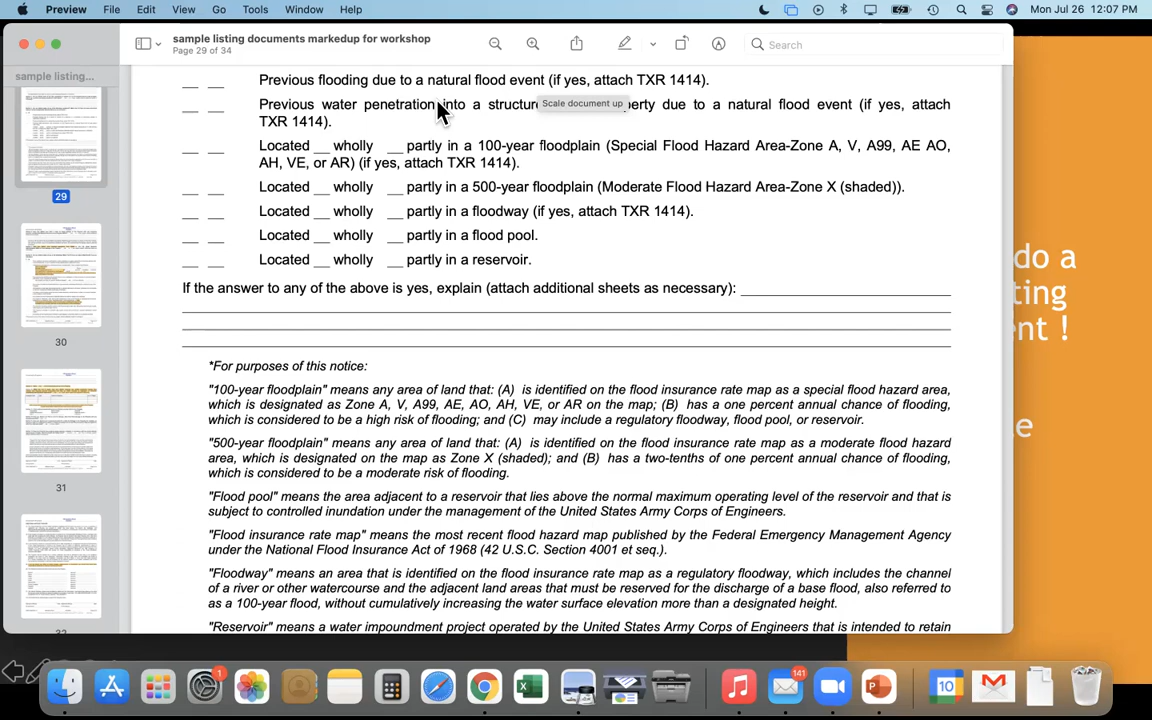 Preview File Edit View Go Tools Window Help Mon Jul 26 12:07 PM
sample listing documents markedup for workshop
Page 29 of 34
Search
sample listing...
29
30
31
32
Previous flooding due to a natural flood event (if yes, attach TXR 1414).
Previous water penetration into a structure
Scale document up
due to a natural flood event (if yes, attach
TXR 1414).
Located __ wholly __ partly in a 100-year floodplain (Special Flood Hazard Area-Zone A, V, A99, AE AO,
AH, VE, or AR) (if yes, attach TXR 1414).
Located __ wholly __ partly in a 500-year floodplain (Moderate Flood Hazard Area-Zone X (shaded)).
Located __ wholly __ partly in a floodway (if yes, attach TXR 1414).
Located __ wholly __ partly in a flood pool.
Located __ wholly __ partly in a reservoir.
If the answer to any of the above is yes, explain (attach additional sheets as necessary):
*For purposes of this notice:
"100-year floodplain" means any area of land that: (A) is identified on the flood insurance rate map as a special flood hazard area,
which is designated as Zone A, V, A99, AE, AO, AH, VE, or AR on the map; (B) has a one percent annual chance of flooding,
which is considered to be a high risk of flooding; and (C) may include a regulatory floodway, flood pool, or reservoir.
"500-year floodplain" means any area of land that: (A) is identified on the flood insurance rate map as a moderate flood hazard
area, which is designated on the map as Zone X (shaded); and (B) has a two-tenths of one percent annual chance of flooding,
which is considered to be a moderate risk of flooding.
"Flood pool" means the area adjacent to a reservoir that lies above the normal maximum operating level of the reservoir and that is
subject to controlled inundation under the management of the United States Army Corps of Engineers.
"Flood insurance rate map" means the most recent flood hazard map published by the Federal Emergency Management Agency
under the National Flood Insurance Act of 1968 (42 U.S.C. Section 4001 et seq.).
"Floodway" means an area that is identified on the flood insurance rate map as a regulatory floodway, which includes the channel
of a river or other watercourse and the adjacent land areas that must be reserved for the discharge of a base flood, also referred to
as a 100-year flood, without cumulatively increasing the water surface elevation more than a designated height.
"Reservoir" means a water impoundment project operated by the United States Army Corps of Engineers that is intended to retain
do a
ting
ent !
e
1
141
10